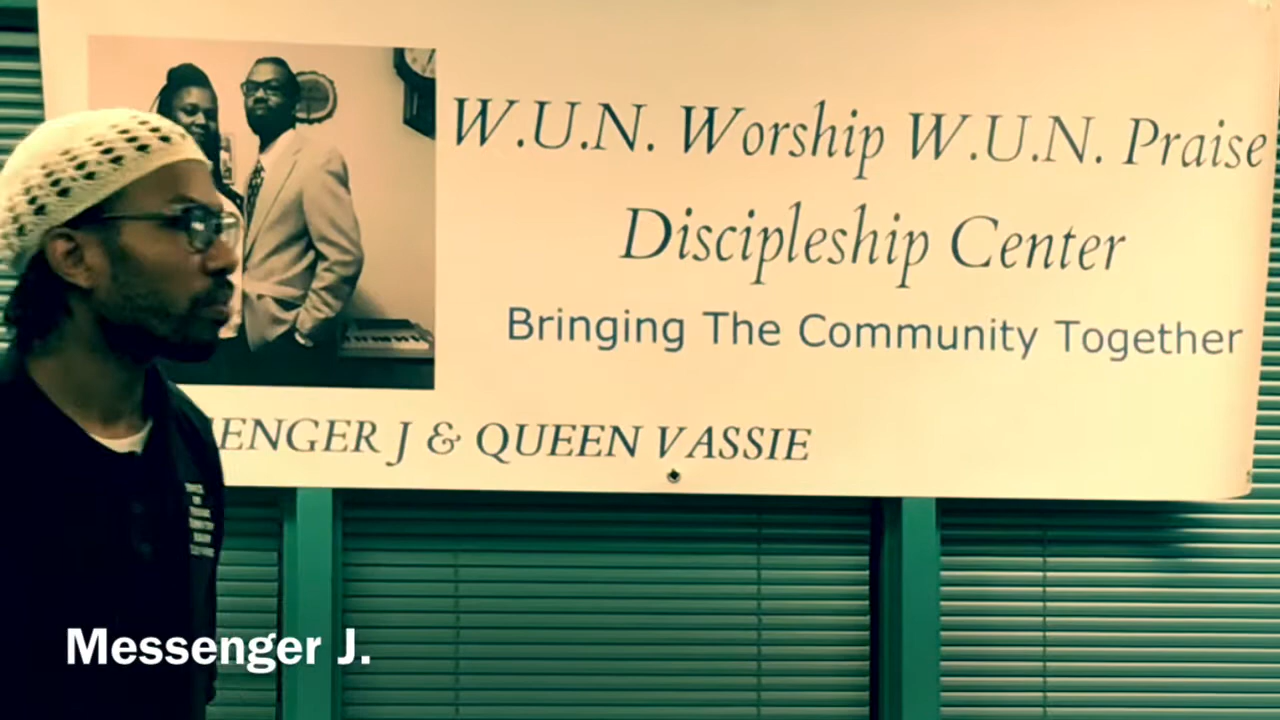 W.U.N. Worship W.U.N. Praise
Discipleship Center
Bringing The Community Together
ENGER J & QUEEN VASSIE
Messenger J.